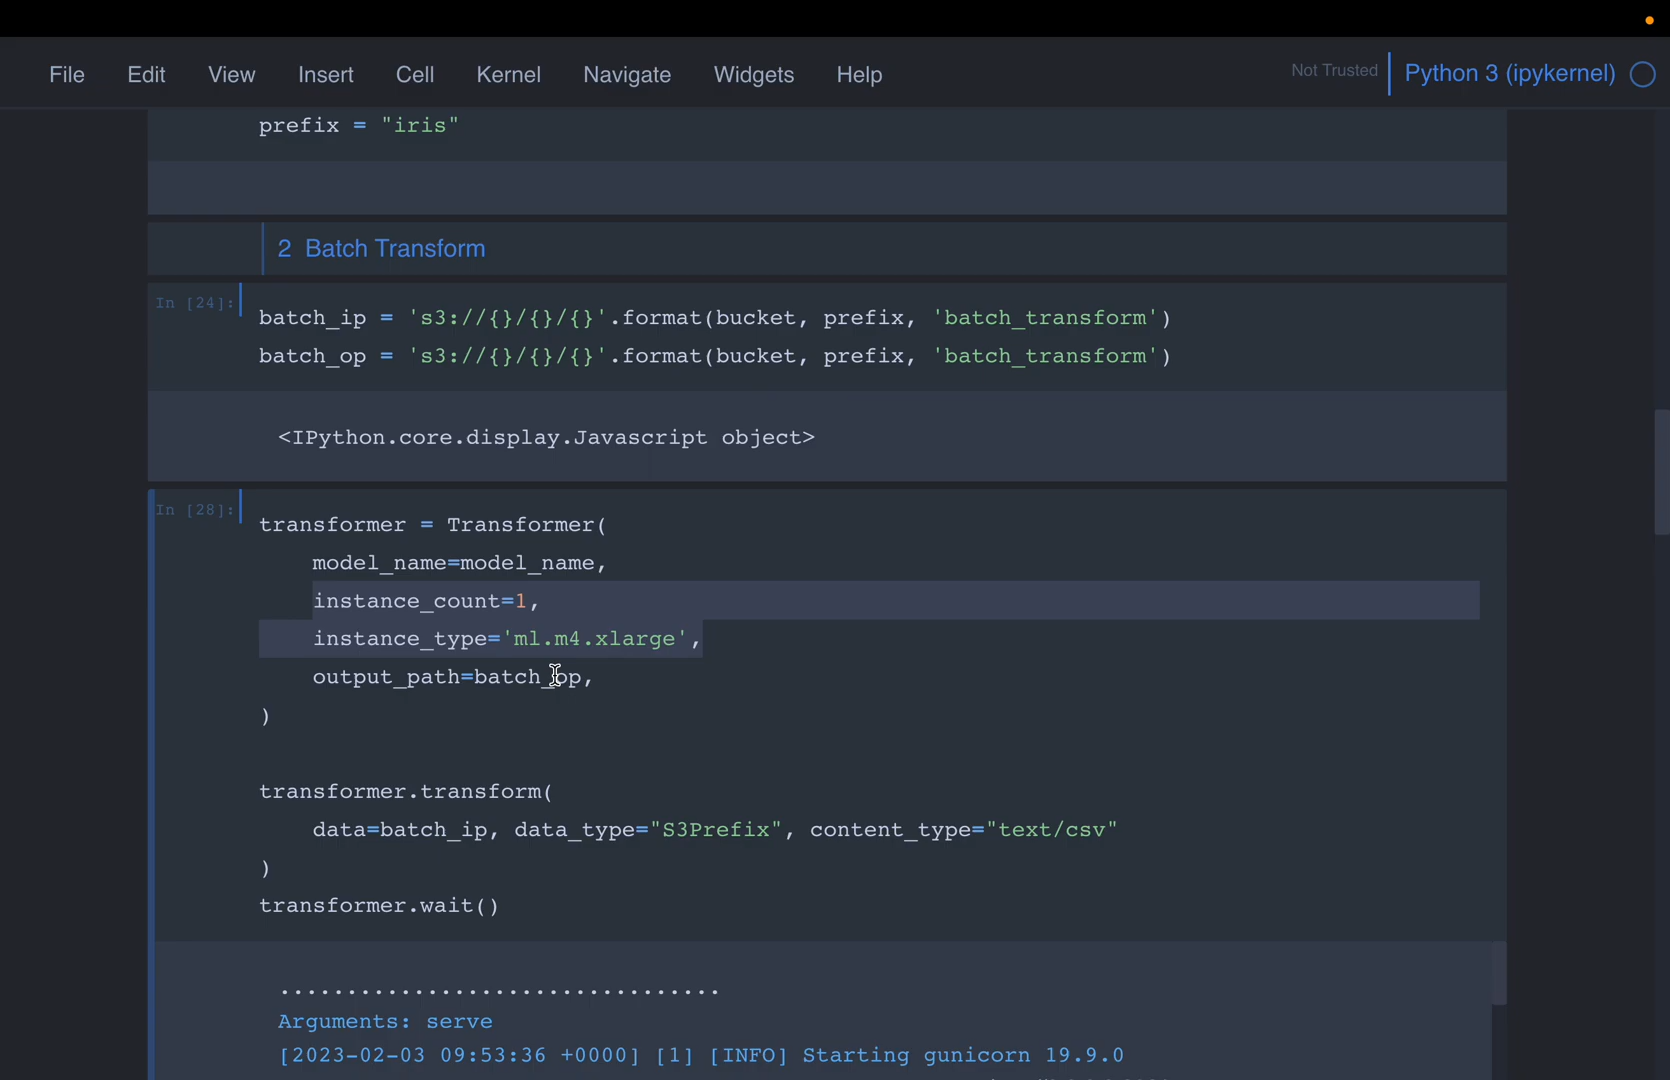 File Edit View Insert Cell Kernel Navigate Widgets Help Not Trusted Python 3 (ipykernel)
prefix = "iris"
2 Batch Transform
In [24]:
batch_ip = 's3://{}/{}/{}'.format(bucket, prefix, 'batch_transform')
batch_op = 's3://{}/{}/{}'.format(bucket, prefix, 'batch_transform')
<IPython.core.display.Javascript object>
In [28]:
transformer = Transformer(
    model_name=model_name,
    instance_count=1,
    instance_type='ml.m4.xlarge',
    output_path=batch_op,
)
transformer.transform(
    data=batch_ip, data_type="S3Prefix", content_type="text/csv"
)
transformer.wait()
.................................
Arguments: serve
[2023-02-03 09:53:36 +0000] [1] [INFO] Starting gunicorn 19.9.0